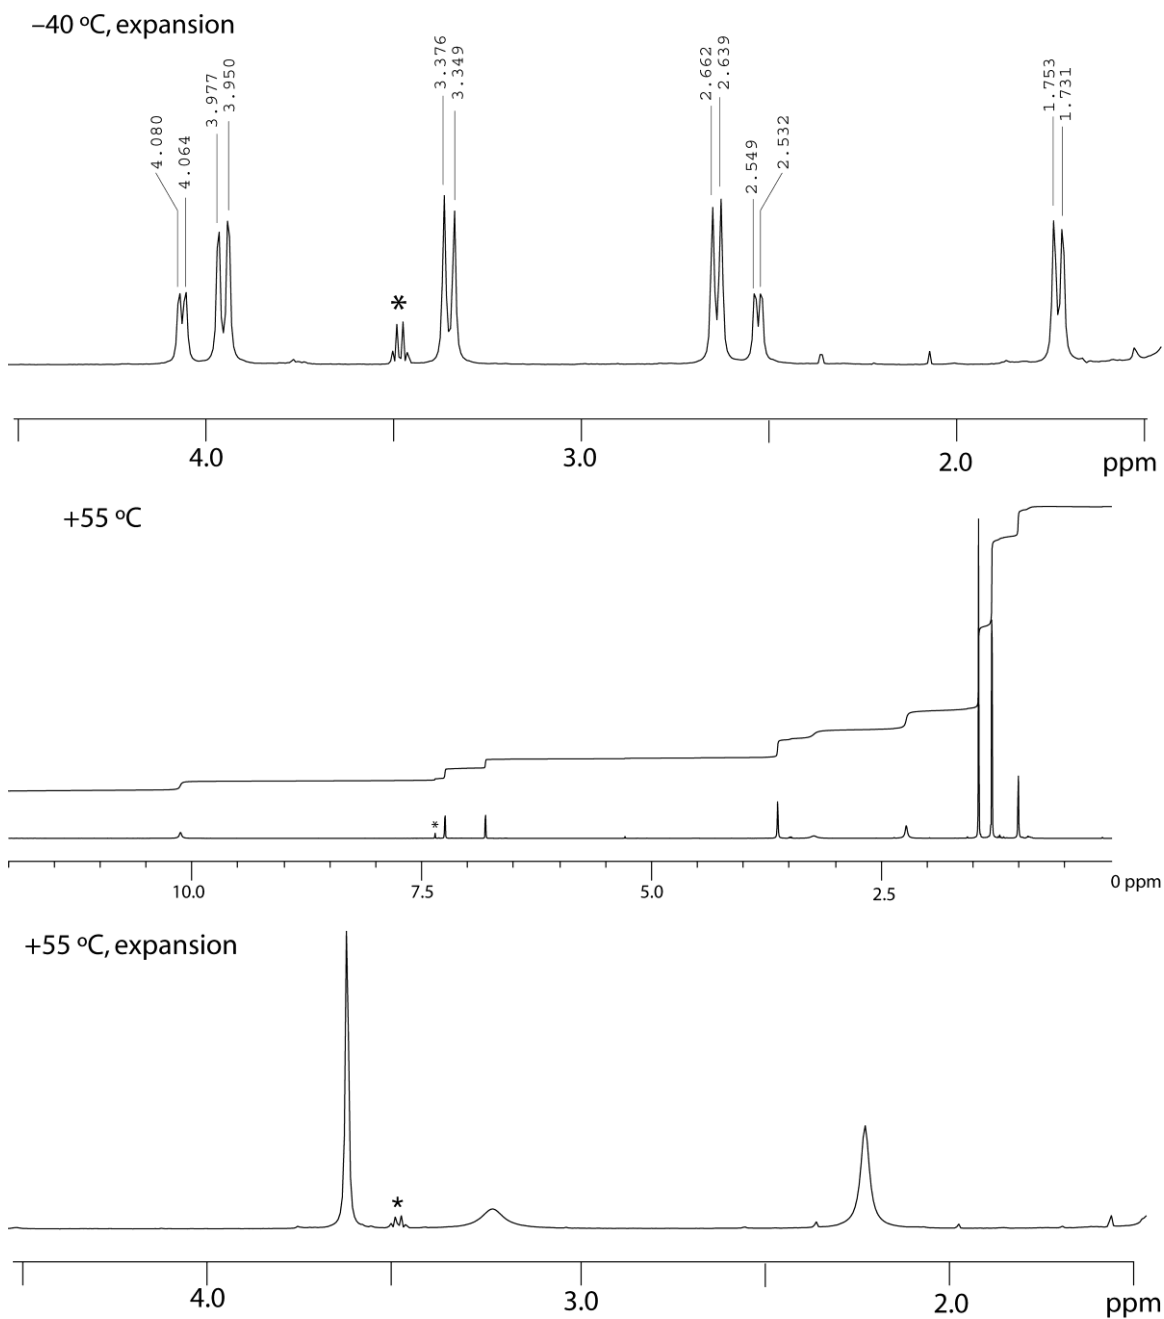 –40 ºC, expansion
4.080
4.064
3.977
3.950
*
3.376
3.349
2.662
2.639
2.549
2.532
1.753
1.731
4.0 3.0 2.0 ppm
+55 ºC
*
10.0 7.5 5.0 2.5 0 ppm
+55 ºC, expansion
*
4.0 3.0 2.0 ppm